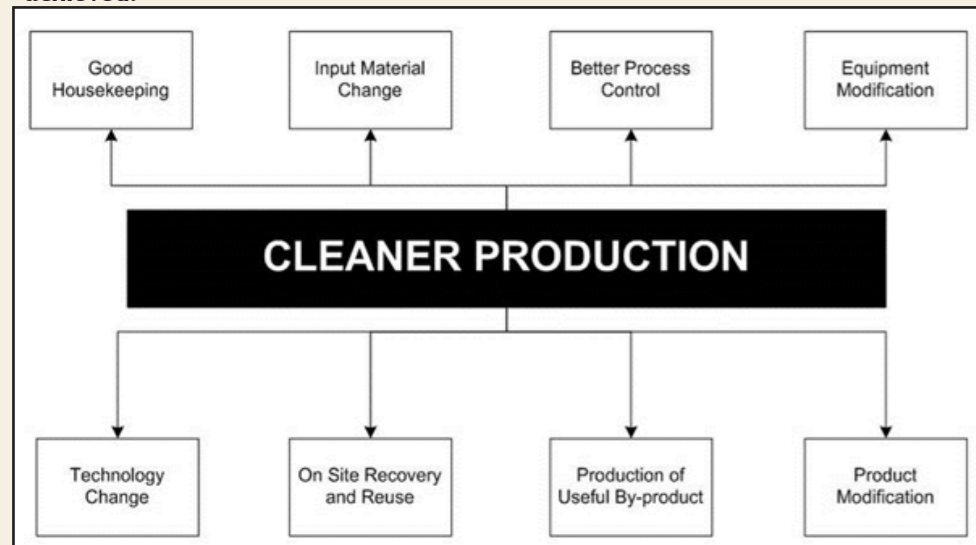 Good
Housekeeping
Input Material
Change
Better Process
Control
Equipment
Modification
CLEANER PRODUCTION
Technology
Change
On Site Recovery
and Reuse
Production of
Useful By-product
Product
Modification